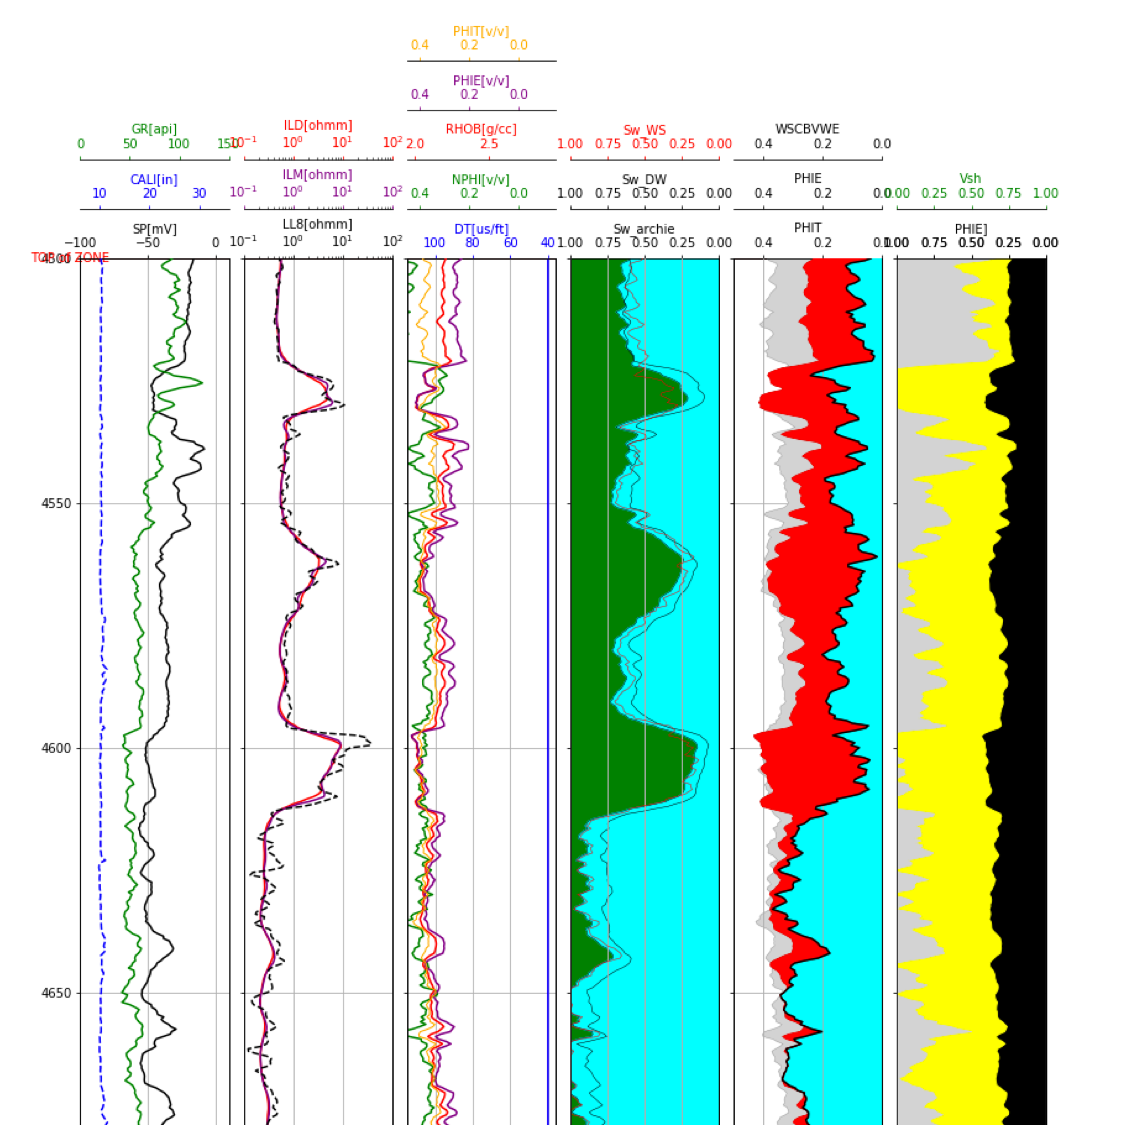 PHIT[v/v]
0.4 0.2 0.0
PHIE[v/v]
0.4 0.2 0.0
GR[api] ILD[ohmm] RHOB[g/cc] Sw_WS WSCBVWE
0 50 100 150 10⁻¹ 10⁰ 10¹ 10² 2.0 2.5 1.00 0.75 0.50 0.25 0.00 0.4 0.2 0.0
CALI[in] ILM[ohmm] NPHI[v/v] Sw_DW PHIE Vsh
10 20 30 10⁻¹ 10⁰ 10¹ 10² 0.4 0.2 0.0 1.00 0.75 0.50 0.25 0.00 0.4 0.2 0.0 0.00 0.25 0.50 0.75 1.00
SP[mV] LL8[ohmm] DT[us/ft] Sw_archie PHIT PHIE]
−100 −50 0 10⁻¹ 10⁰ 10¹ 10² 100 80 60 40 1.00 0.75 0.50 0.25 0.00 0.4 0.2 0.0 1.00 0.75 0.50 0.25 0.00
TOP of ZONE
4500
4550
4600
4650